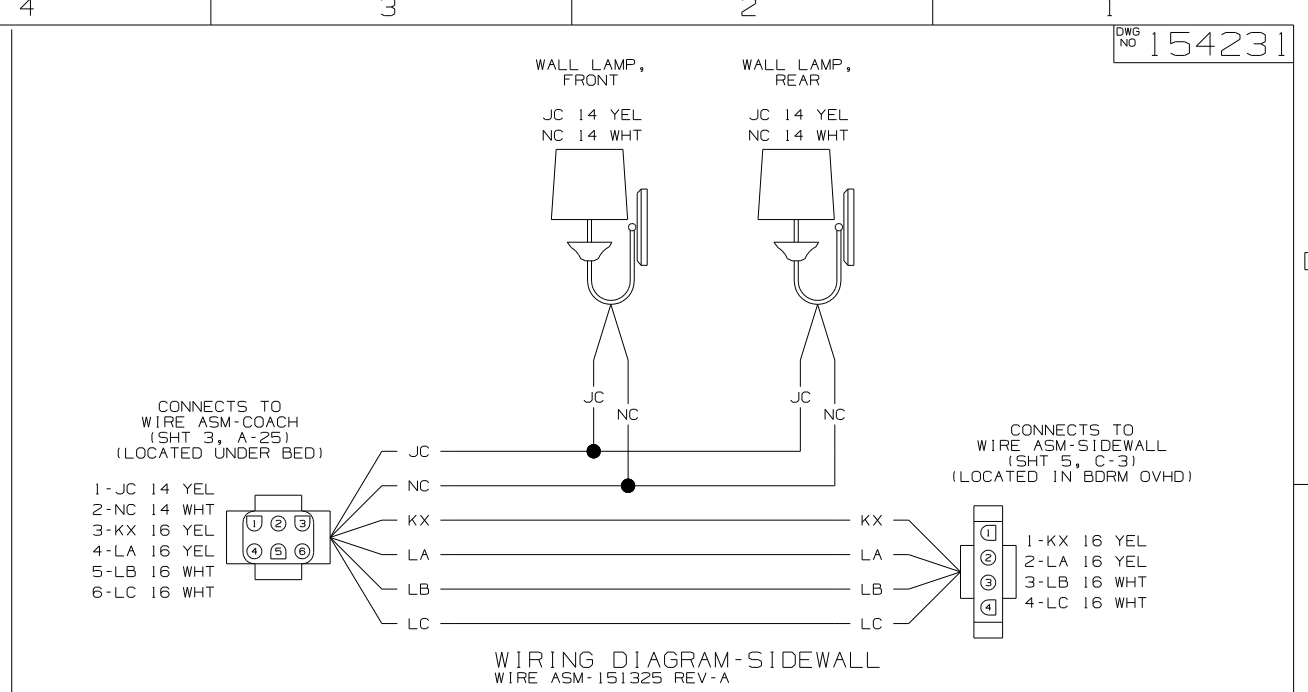 4 3 2 1
DWG NO 154231
WALL LAMP,
FRONT
JC 14 YEL
NC 14 WHT
WALL LAMP,
REAR
JC 14 YEL
NC 14 WHT
JC
NC
JC
NC
CONNECTS TO
WIRE ASM-COACH
(SHT 3, A-25)
(LOCATED UNDER BED)
1-JC 14 YEL
2-NC 14 WHT
3-KX 16 YEL
4-LA 16 YEL
5-LB 16 WHT
6-LC 16 WHT
1 2 3
4 5 6
JC
NC
KX
LA
LB
LC
KX
LA
LB
LC
CONNECTS TO
WIRE ASM-SIDEWALL
(SHT 5, C-3)
(LOCATED IN BDRM OVHD)
1
2
3
4
1-KX 16 YEL
2-LA 16 YEL
3-LB 16 WHT
4-LC 16 WHT
WIRING DIAGRAM-SIDEWALL
WIRE ASM-151325 REV-A